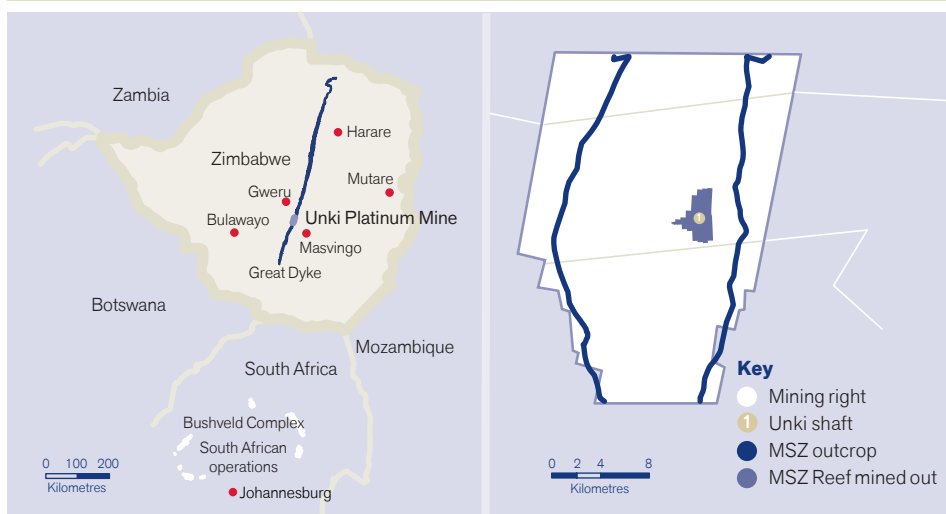 Zambia
Harare
Zimbabwe
Mutare
Gweru
Bulawayo
Unki Platinum Mine
Masvingo
Great Dyke
Botswana
Mozambique
South Africa
Bushveld Complex
South African
operations
Johannesburg
0 100 200
Kilometres
1
0 2 4 8
Kilometres
Key
Mining right
1 Unki shaft
MSZ outcrop
MSZ Reef mined out